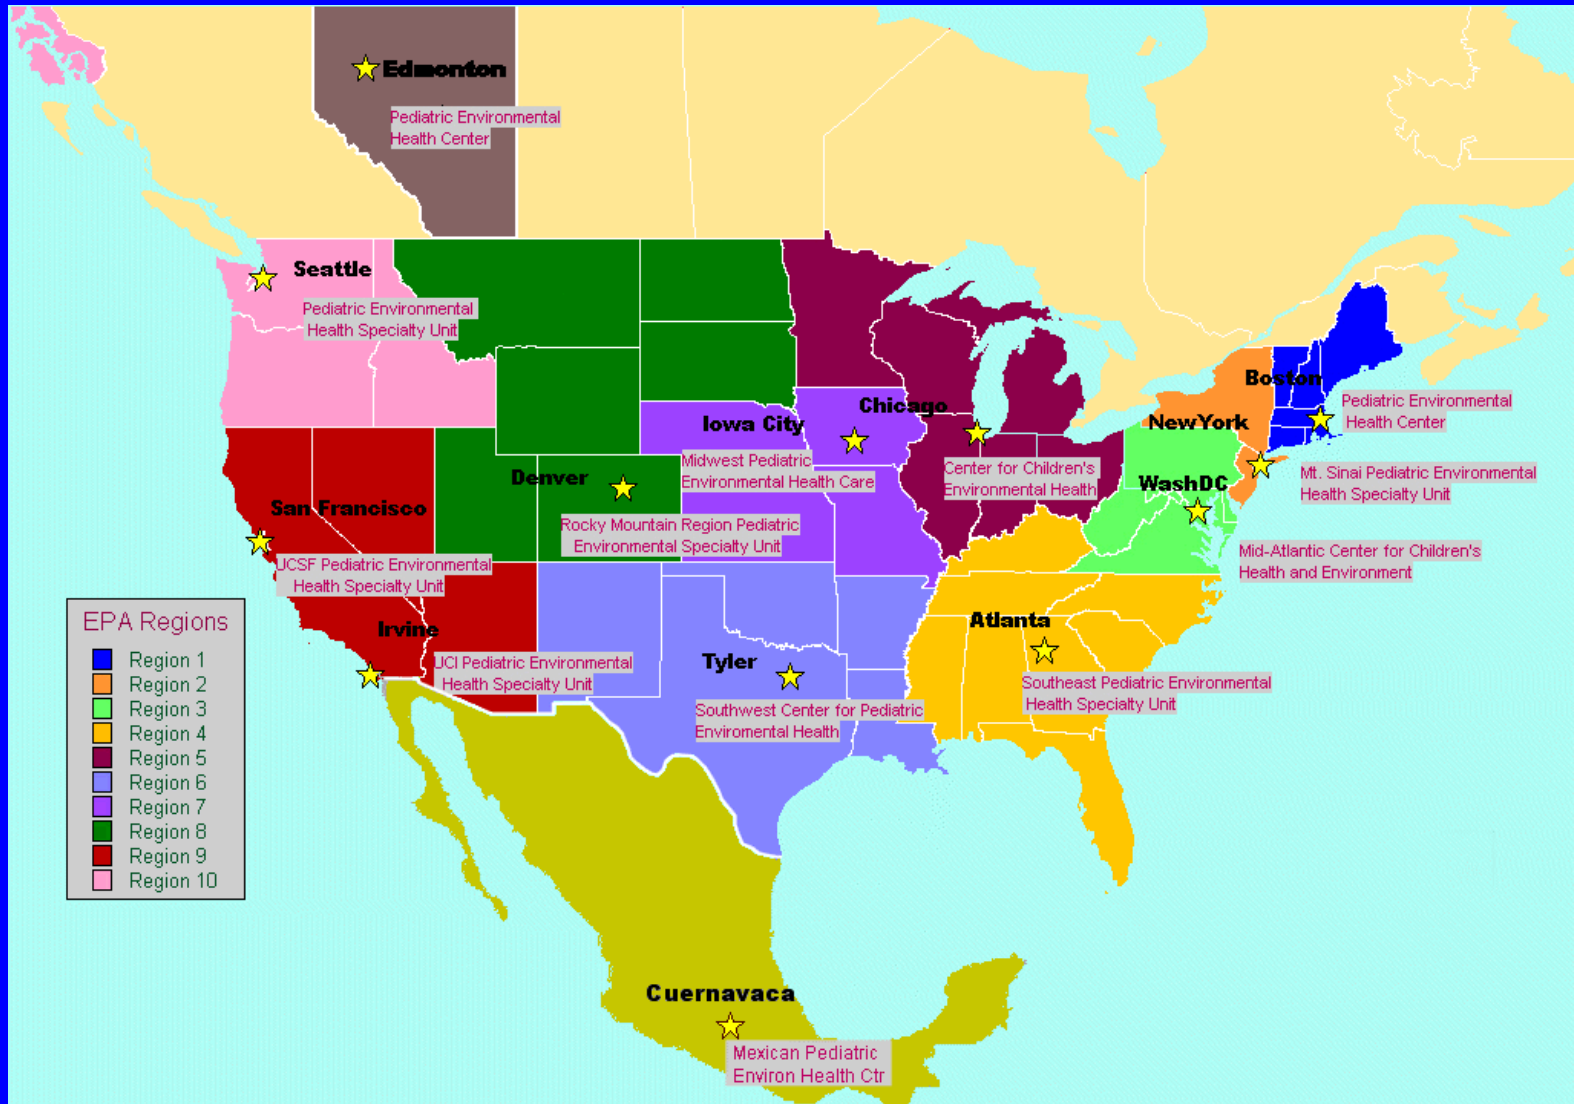 Edmonton
Pediatric Environmental
Health Center
Seattle
Pediatric Environmental
Health Specialty Unit
Boston
Pediatric Environmental
Health Center
Chicago
Center for Children's
Environmental Health
Iowa City
Midwest Pediatric
Environmental Health Care
NewYork
Mt. Sinai Pediatric Environmental
Health Specialty Unit
Denver
Rocky Mountain Region Pediatric
Environmental Specialty Unit
WashDC
Mid-Atlantic Center for Children's
Health and Environment
San Francisco
UCSF Pediatric Environmental
Health Specialty Unit
Irvine
UCI Pediatric Environmental
Health Specialty Unit
Tyler
Southwest Center for Pediatric
Enviromental Health
Atlanta
Southeast Pediatric Environmental
Health Specialty Unit
EPA Regions
Region 1
Region 2
Region 3
Region 4
Region 5
Region 6
Region 7
Region 8
Region 9
Region 10
Cuernavaca
Mexican Pediatric
Environ Health Ctr